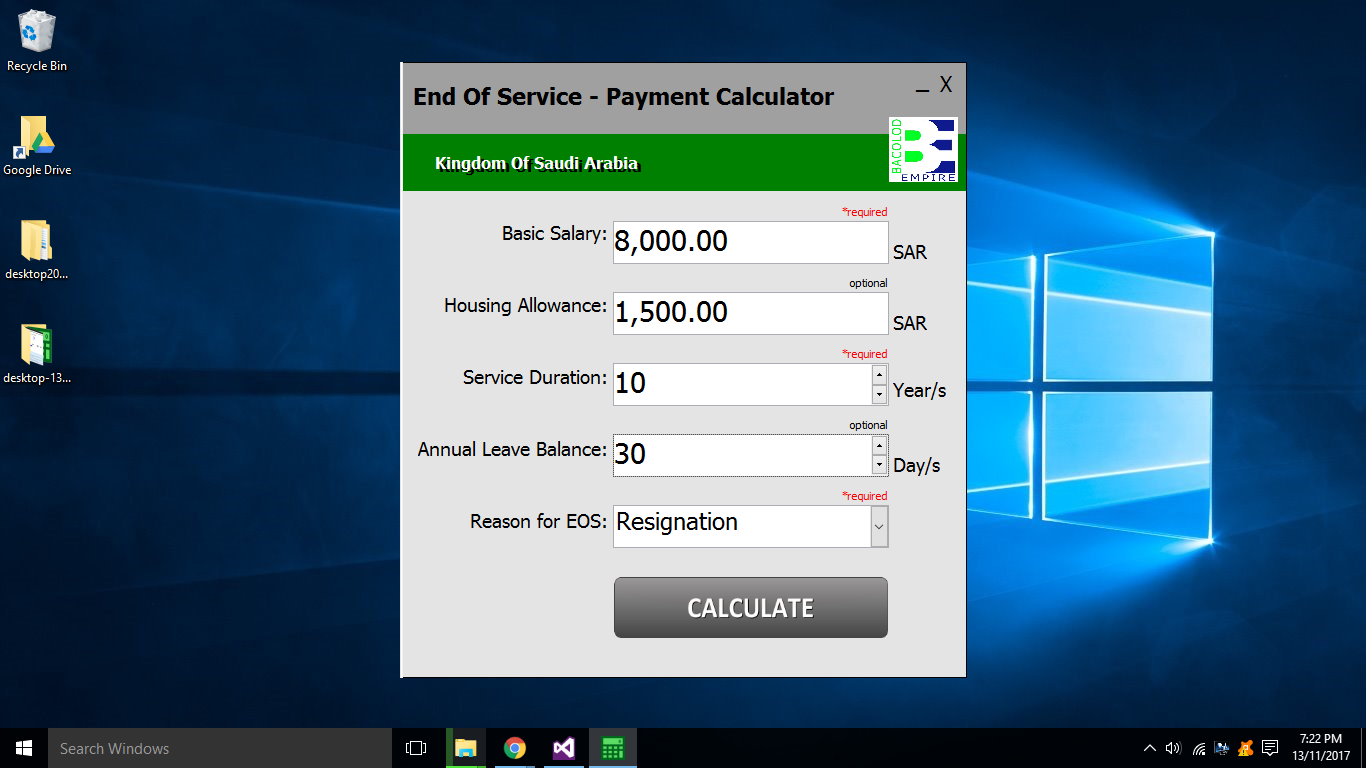 Recycle Bin
Google Drive
desktop20...
desktop-13...
End Of Service - Payment Calculator
_ X
Kingdom Of Saudi Arabia
BACOLOD
BE
EMPIRE
*required
Basic Salary: 8,000.00 SAR
optional
Housing Allowance: 1,500.00 SAR
*required
Service Duration: 10 Year/s
optional
Annual Leave Balance: 30 Day/s
*required
Reason for EOS: Resignation
CALCULATE
Search Windows
7:22 PM
13/11/2017